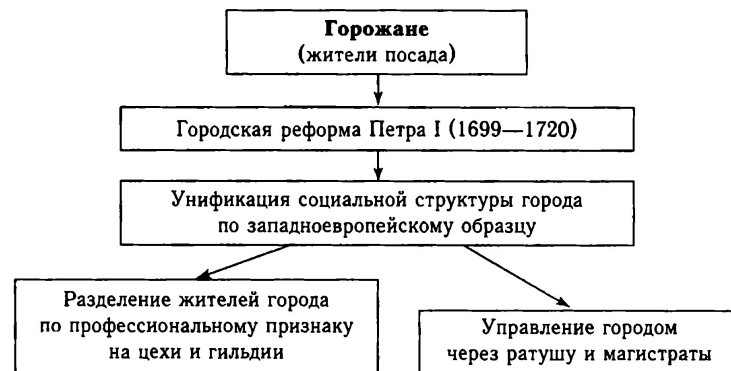 Горожане
(жители посада)
Городская реформа Петра I (1699—1720)
Унификация социальной структуры города
по западноевропейскому образцу
Разделение жителей города
по профессиональному признаку
на цехи и гильдии
Управление городом
через ратушу и магистраты